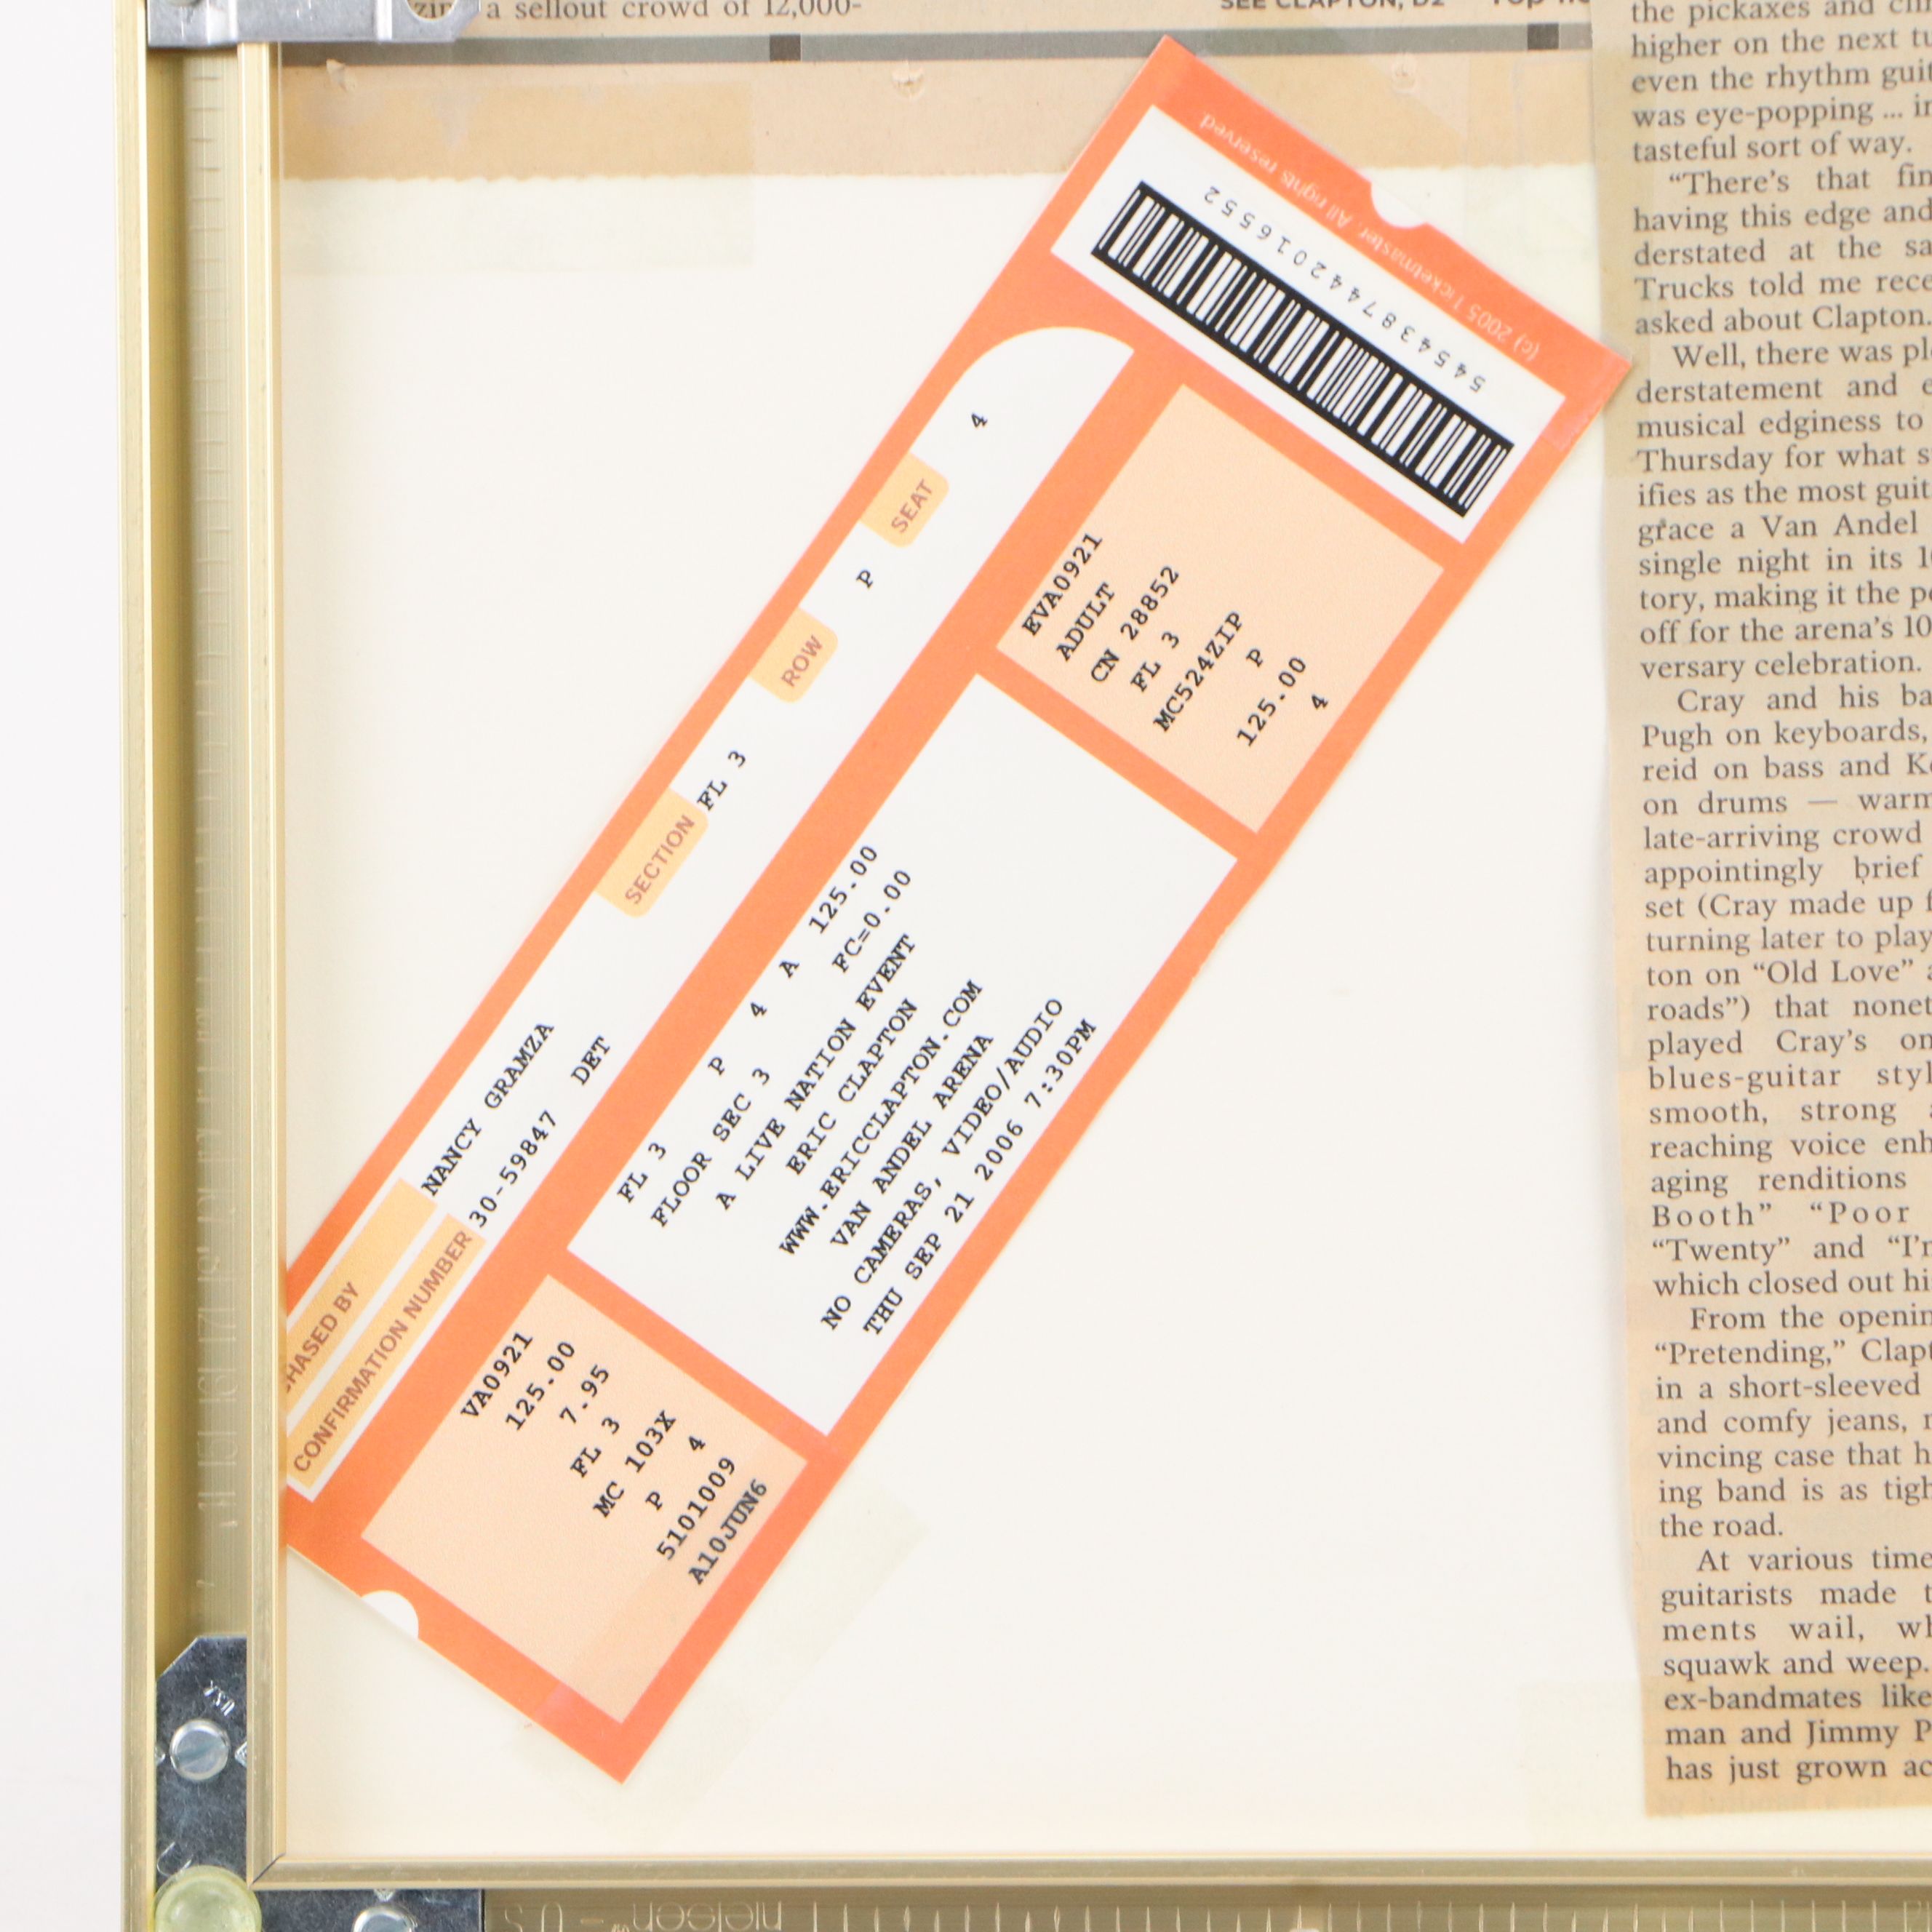 a sellout crowd of 12,000-
SEE CLAPTON, D2
(c) 2005 Ticketmaster. All rights reserved
5454387442016552
PURCHASED BY NANCY GRAMZA
CONFIRMATION NUMBER 30-59847 DET
SECTION FL 3 ROW P SEAT 4
VA0921
125.00
7.95
FL 3
MC 103X
P 4
5101009
A10JUN6
FL 3 P 4 A 125.00
FLOOR SEC 3 FC=0.00
A LIVE NATION EVENT
ERIC CLAPTON
WWW.ERICCLAPTON.COM
VAN ANDEL ARENA
NO CAMERAS, VIDEO/AUDIO
THU SEP 21 2006 7:30PM
EVA0921
ADULT
CN 28852
FL 3
MC524ZIP
P
125.00
4
the pickaxes and
higher on the next
even the rhythm
was eye-popping ...
tasteful sort of way.
“There's that
having this edge and
derstated at the
Trucks told me
asked about Clapton.
Well, there was
derstatement and
musical edginess to
Thursday for what
ifies as the most
grace a Van Andel
single night in its
tory, making it the
off for the arena's
versary celebration.
Cray and his
Pugh on keyboards,
reid on bass and
on drums —
late-arriving crowd
appointingly brief
set (Cray made up
turning later to play
ton on “Old Love”
roads”) that
played Cray's
blues-guitar
smooth, strong
reaching voice
aging renditions
Booth” “Poor
“Twenty” and
which closed out
From the
“Pretending,”
in a short-sleeved
and comfy jeans,
vincing case that
ing band is as
the road.
At various
guitarists made
ments wail,
squawk and weep.
ex-bandmates like
man and Jimmy
has just grown
USA
nielsen